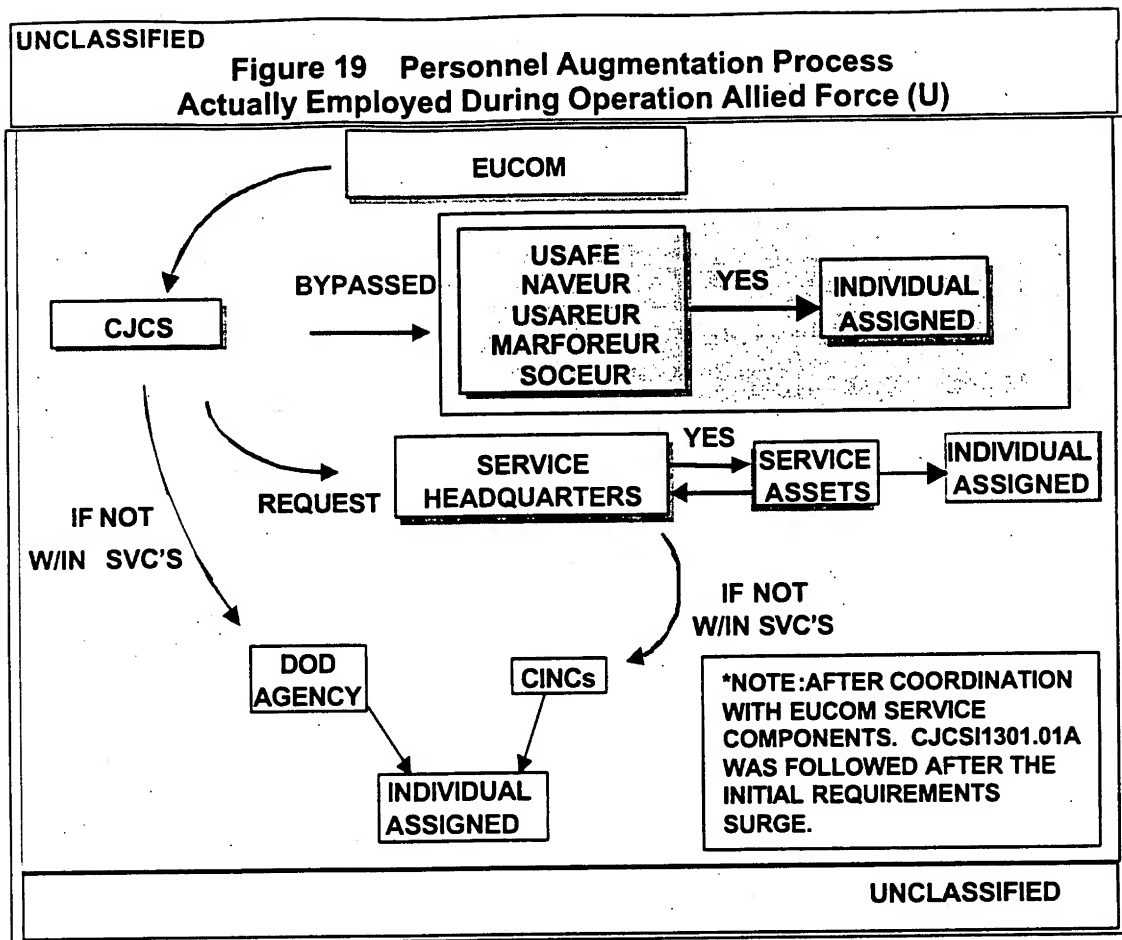 UNCLASSIFIED
Figure 19 Personnel Augmentation Process
Actually Employed During Operation Allied Force (U)
EUCOM
BYPASSED
USAFE
NAVEUR
USAREUR
MARFOREUR
SOCEUR
YES
INDIVIDUAL
ASSIGNED
CJCS
REQUEST
SERVICE
HEADQUARTERS
YES
SERVICE
ASSETS
INDIVIDUAL
ASSIGNED
IF NOT
W/IN SVC'S
IF NOT
W/IN SVC'S
DOD
AGENCY
CINCs
INDIVIDUAL
ASSIGNED
*NOTE:AFTER COORDINATION
WITH EUCOM SERVICE
COMPONENTS. CJCSI1301.01A
WAS FOLLOWED AFTER THE
INITIAL REQUIREMENTS
SURGE.
UNCLASSIFIED